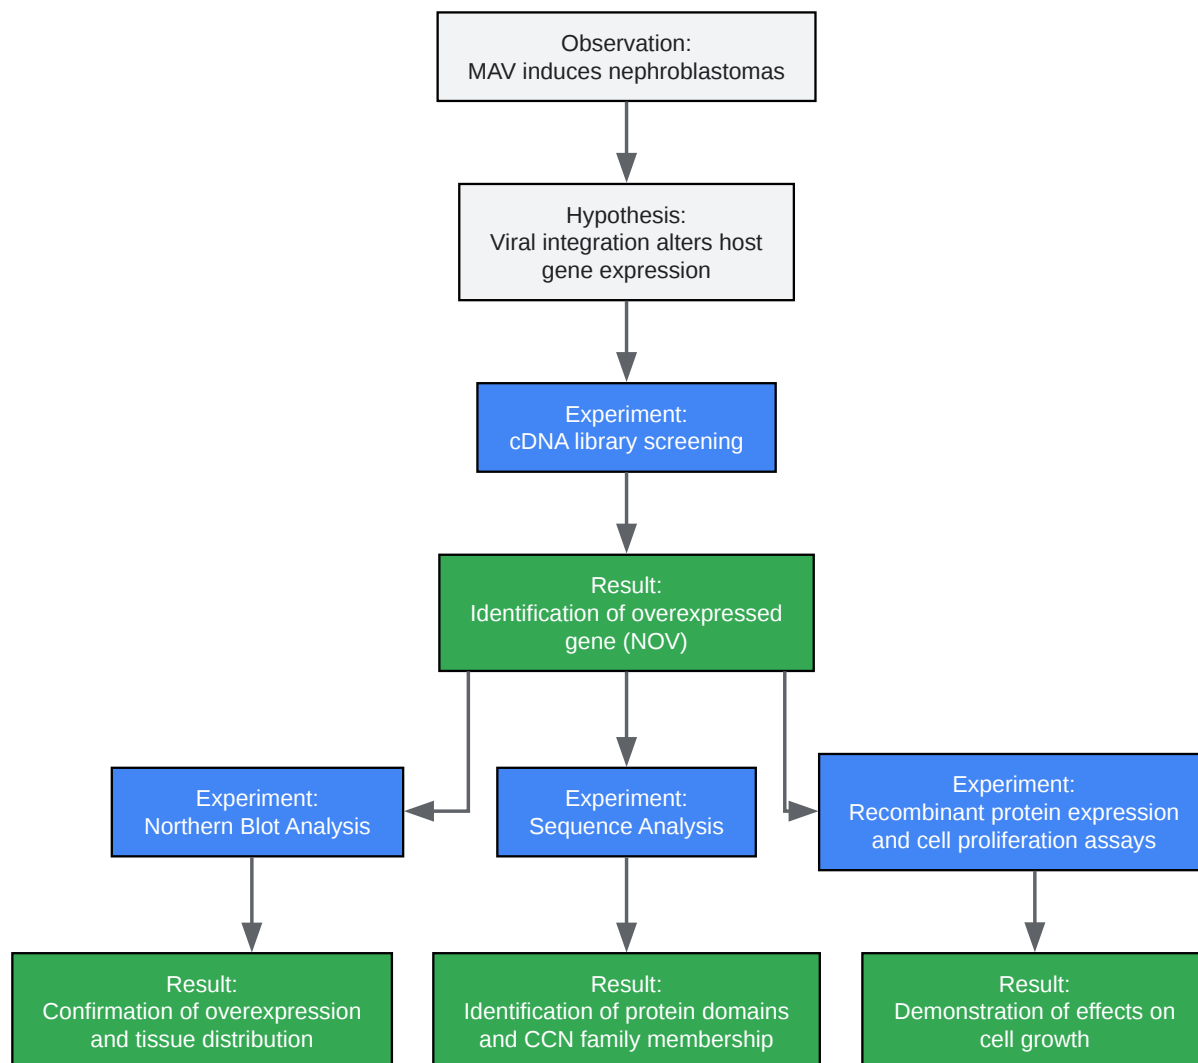 Observation:
MAV induces nephroblastomas
Hypothesis:
Viral integration alters host
gene expression
Experiment:
cDNA library screening
Result:
Identification of overexpressed
gene (NOV)
Experiment:
Northern Blot Analysis
Experiment:
Sequence Analysis
Experiment:
Recombinant protein expression
and cell proliferation assays
Result:
Confirmation of overexpression
and tissue distribution
Result:
Identification of protein domains
and CCN family membership
Result:
Demonstration of effects on
cell growth